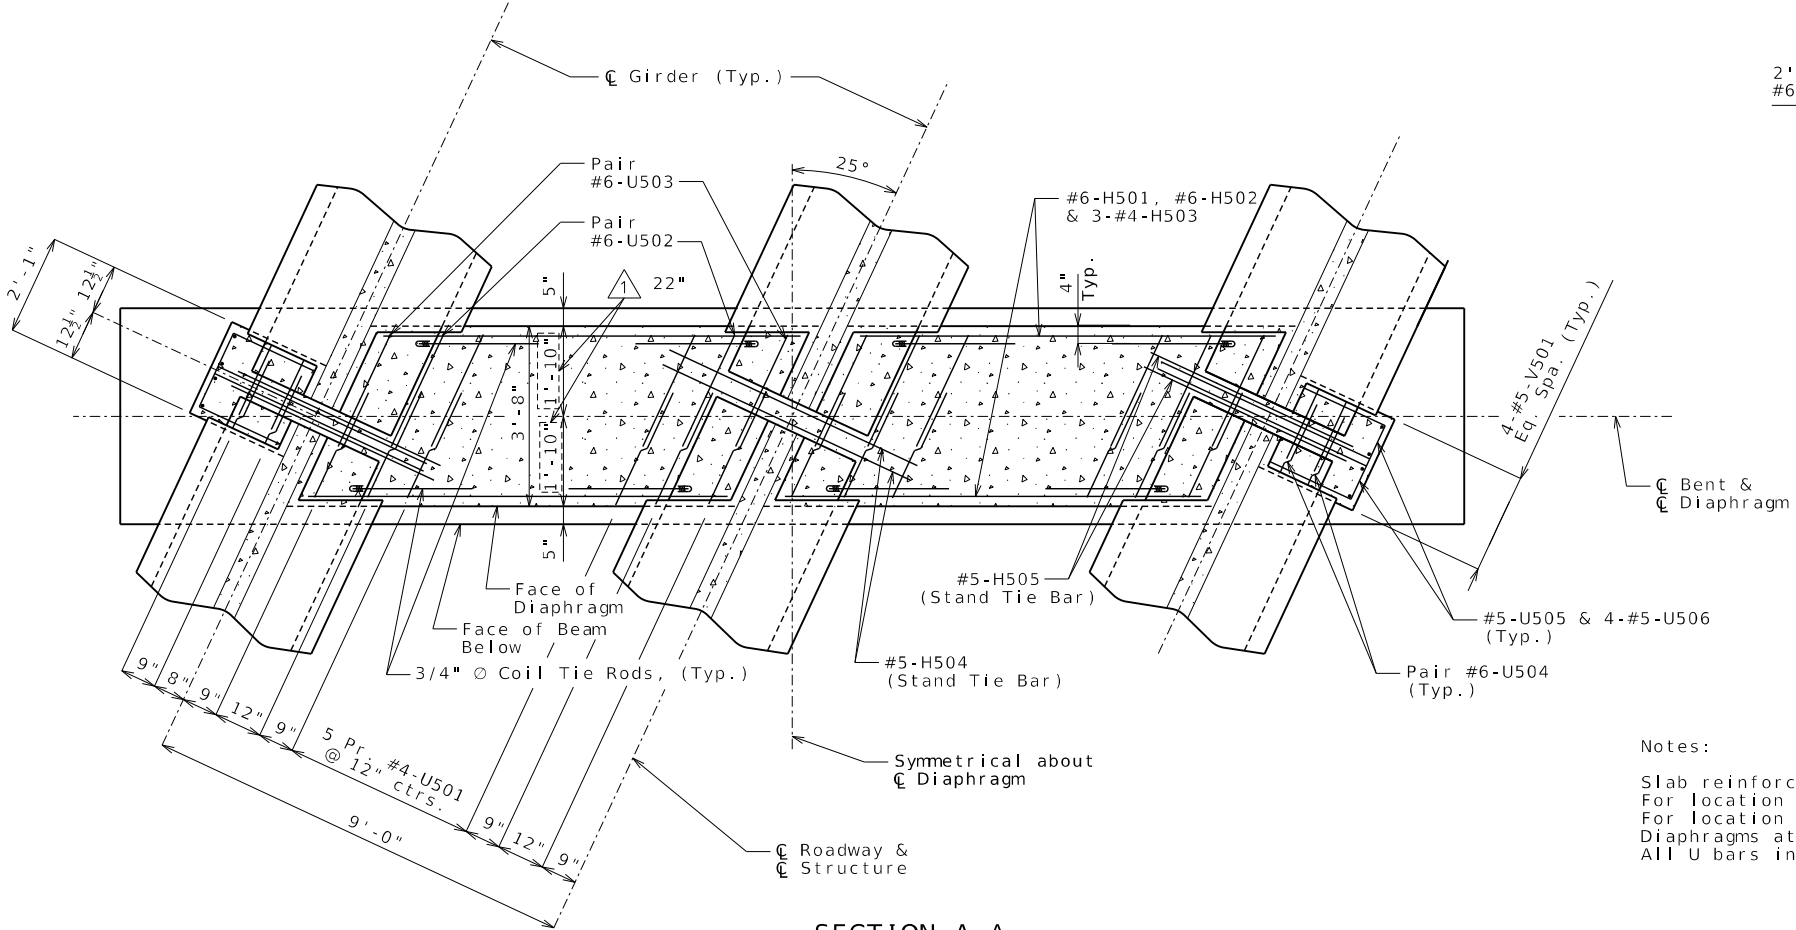 ℄ Girder (Typ.)
2'
#6
Pair
#6-U503
25°
#6-H501, #6-H502
& 3-#4-H503
Pair
#6-U502
2'-1"
12½"
12½"
5"
1
22"
4"
Typ.
3'-8"
1'-10"
1'-10"
5"
4-#5-V501
Eq. Spa. (Typ.)
℄ Bent &
℄ Diaphragm
Face of
Diaphragm
Face of Beam
Below
3/4" ∅ Coil Tie Rods, (Typ.)
#5-H505
(Stand Tie Bar)
#5-H504
(Stand Tie Bar)
#5-U505 & 4-#5-U506
(Typ.)
Pair #6-U504
(Typ.)
9"
8"
9"
12"
9"
5 Pr. #4-U501
@ 12" ctrs.
9"
12"
9"
9'-0"
Symmetrical about
℄ Diaphragm
℄ Roadway &
℄ Structure
Notes:
Slab reinforc
For location
For location
Diaphragms at
All U bars in
SECTION A-A